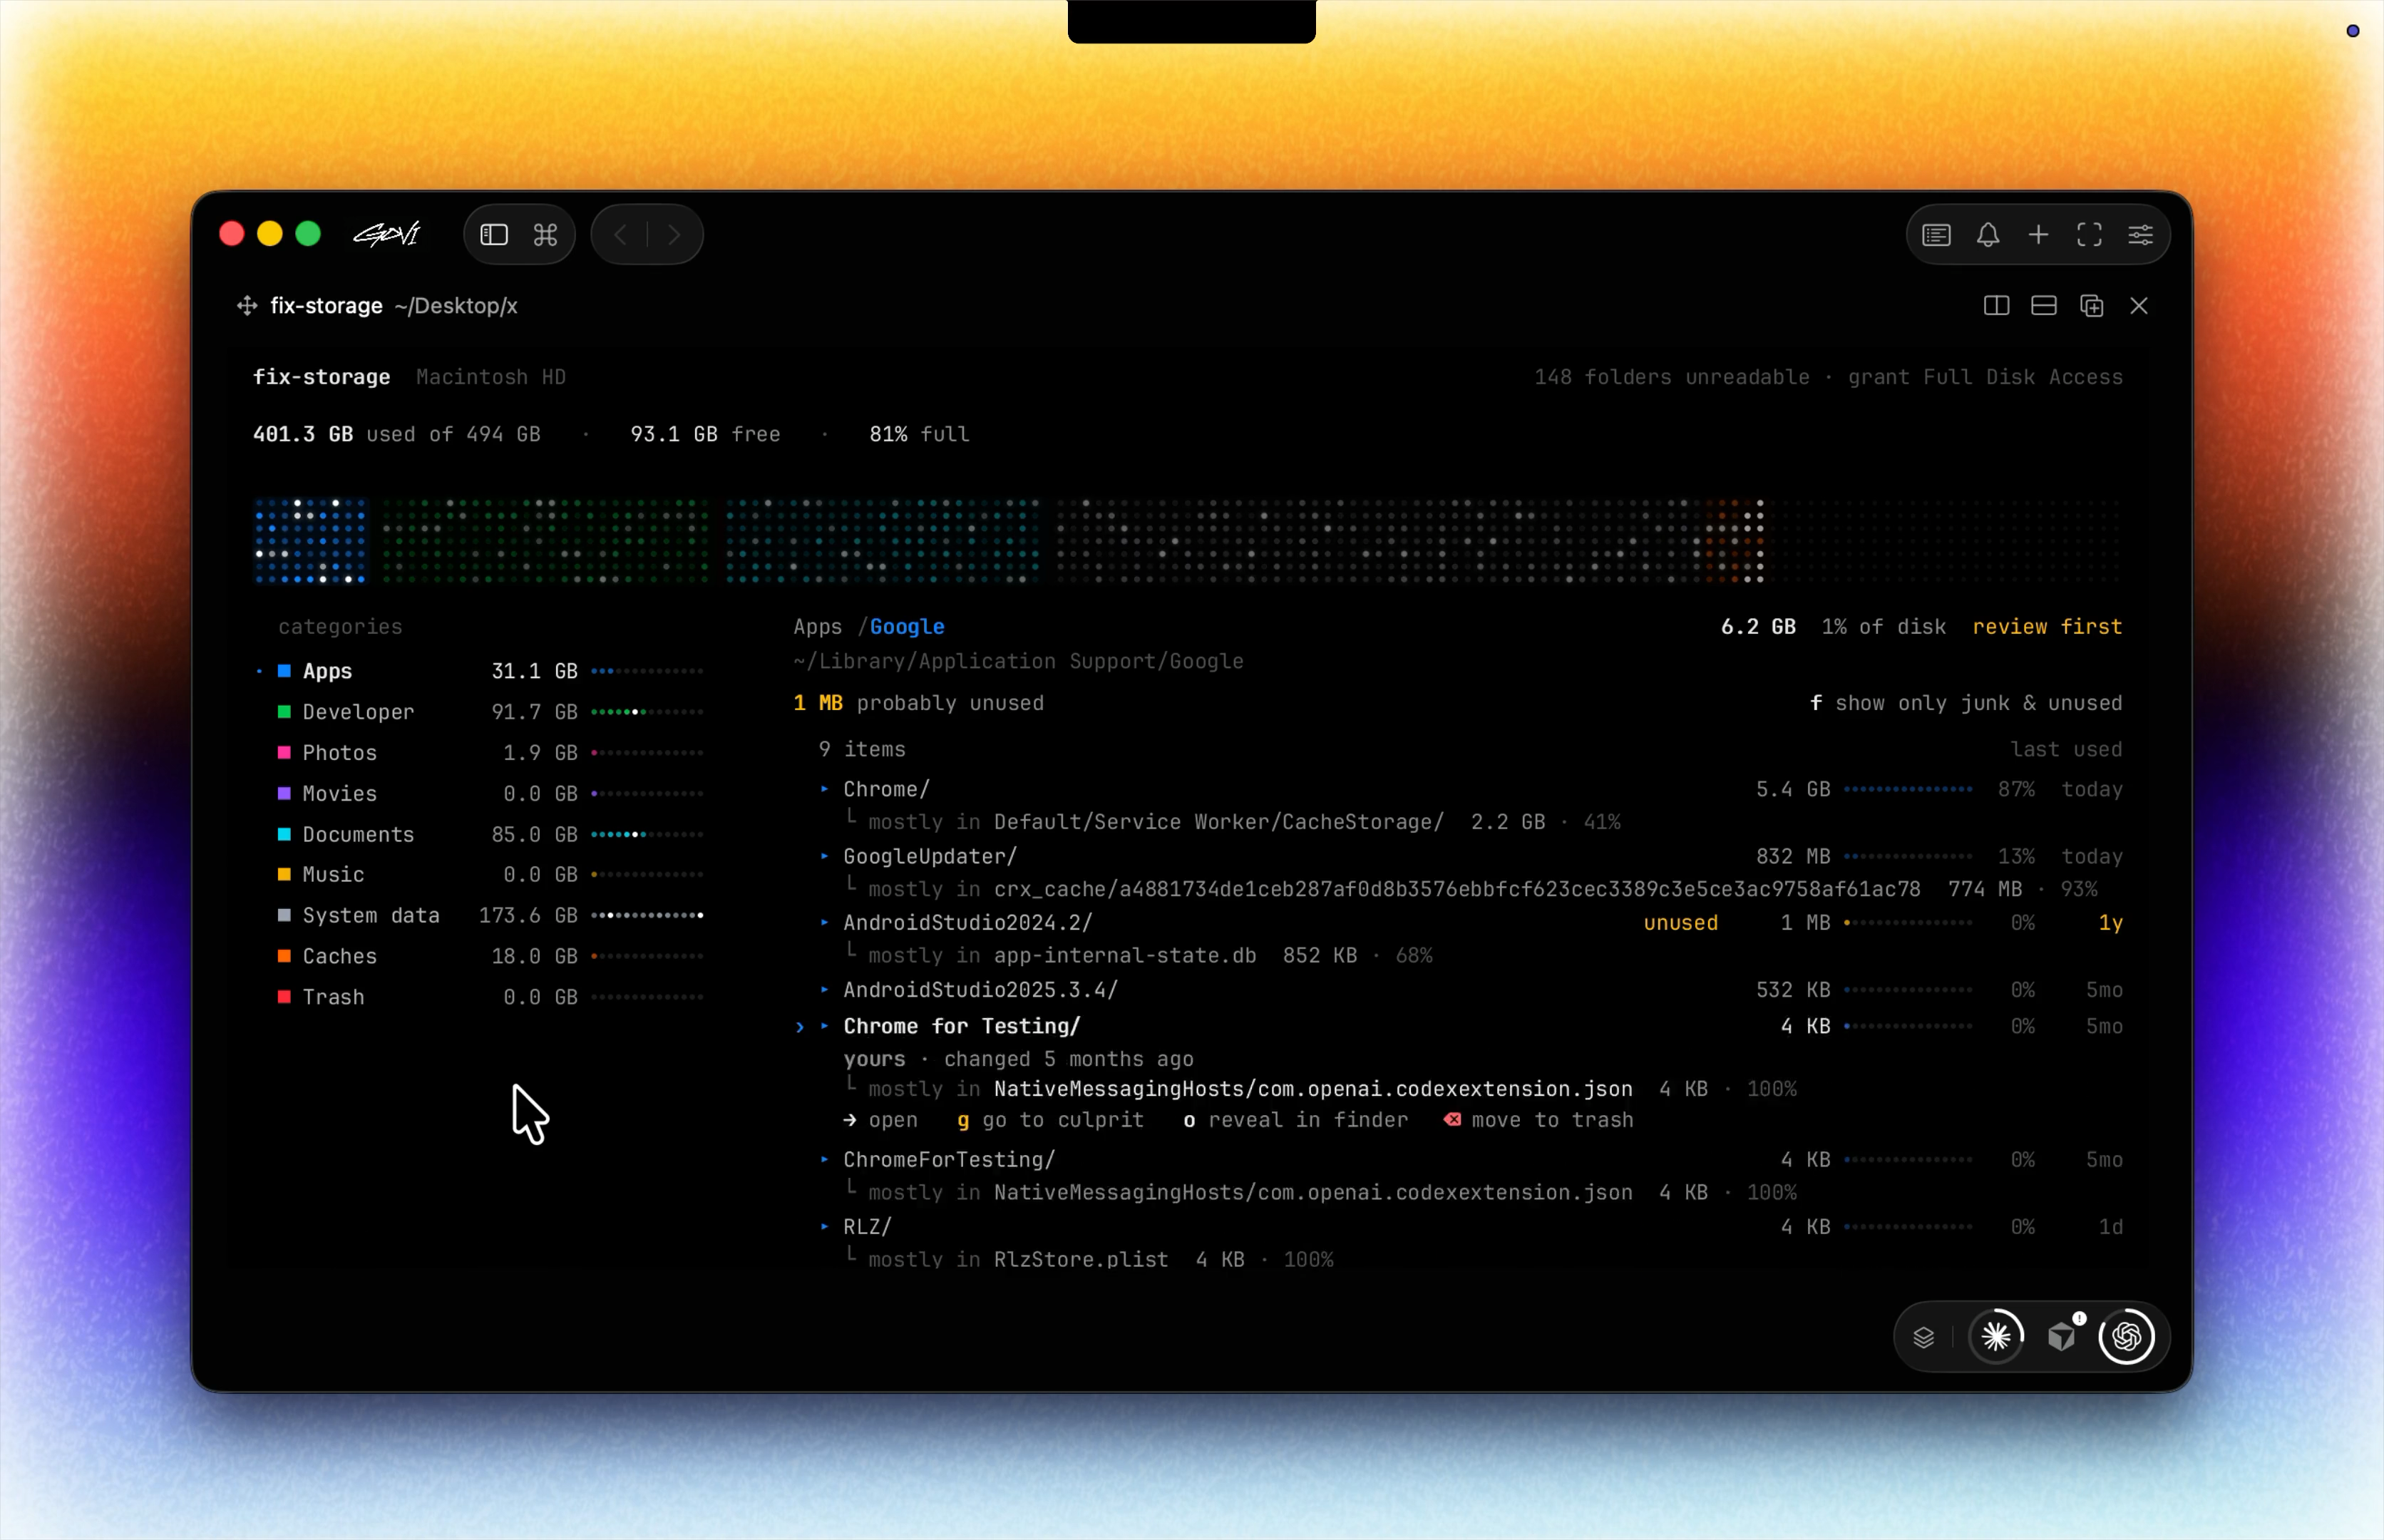 GOVI
fix-storage ~/Desktop/x
fix-storage Macintosh HD 148 folders unreadable · grant Full Disk Access
401.3 GB used of 494 GB · 93.1 GB free · 81% full
categories
Apps 31.1 GB
Developer 91.7 GB
Photos 1.9 GB
Movies 0.0 GB
Documents 85.0 GB
Music 0.0 GB
System data 173.6 GB
Caches 18.0 GB
Trash 0.0 GB
Apps /Google 6.2 GB 1% of disk review first
~/Library/Application Support/Google
1 MB probably unused f show only junk & unused
9 items last used
Chrome/ 5.4 GB 87% today
└ mostly in Default/Service Worker/CacheStorage/ 2.2 GB · 41%
GoogleUpdater/ 832 MB 13% today
└ mostly in crx_cache/a4881734de1ceb287af0d8b3576ebbfcf623cec3389c3e5ce3ac9758af61ac78 774 MB · 93%
AndroidStudio2024.2/ unused 1 MB 0% 1y
└ mostly in app-internal-state.db 852 KB · 68%
AndroidStudio2025.3.4/ 532 KB 0% 5mo
› Chrome for Testing/ 4 KB 0% 5mo
yours · changed 5 months ago
└ mostly in NativeMessagingHosts/com.openai.codexextension.json 4 KB · 100%
→ open g go to culprit o reveal in finder ⌫ move to trash
ChromeForTesting/ 4 KB 0% 5mo
└ mostly in NativeMessagingHosts/com.openai.codexextension.json 4 KB · 100%
RLZ/ 4 KB 0% 1d
└ mostly in RlzStore.plist 4 KB · 100%